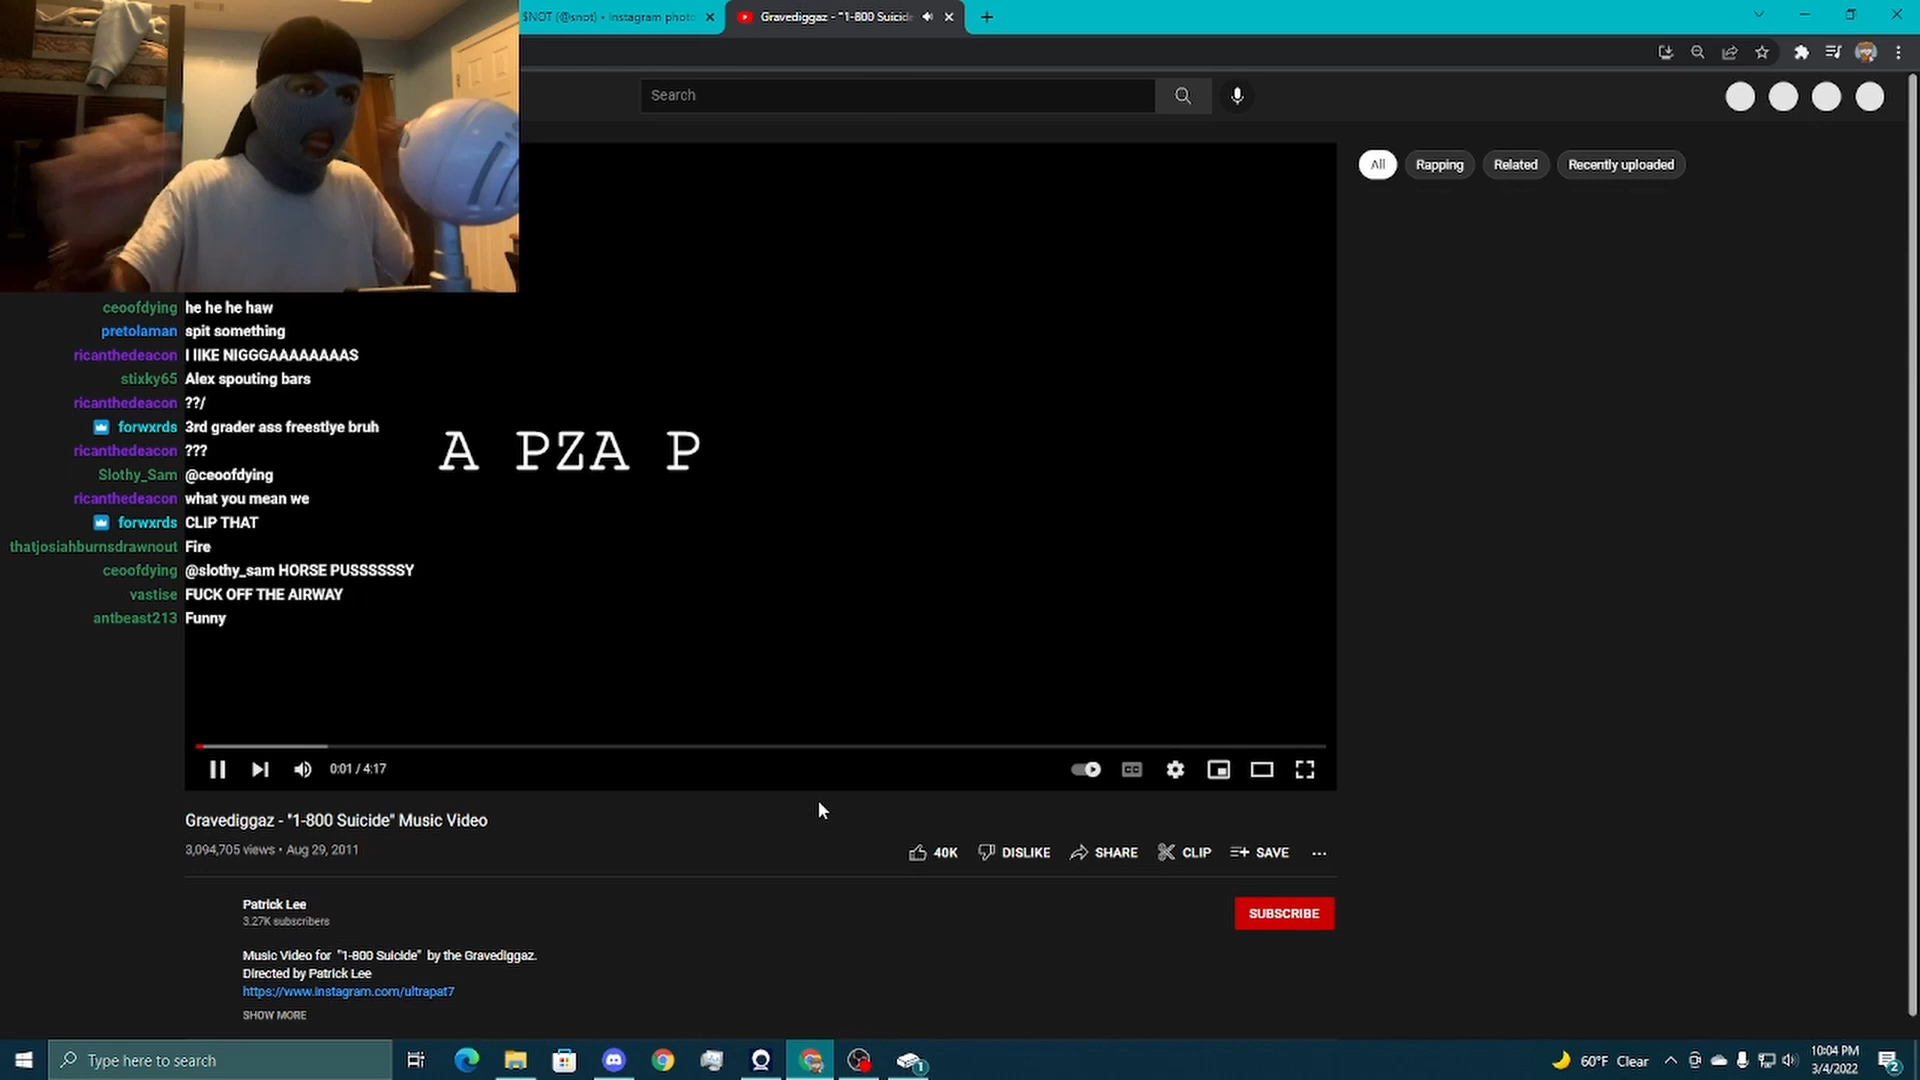 $NOT (@snot) • Instagram photo
Gravediggaz - "1-800 Suicid
Search
All
Rapping
Related
Recently uploaded
ceoofdying he he he haw
pretolaman spit something
ricanthedeacon I lIKE NIGGGAAAAAAAAS
stixky65 Alex spouting bars
ricanthedeacon ??/
forwxrds 3rd grader ass freestlye bruh
ricanthedeacon ???
Slothy_Sam @ceoofdying
ricanthedeacon what you mean we
forwxrds CLIP THAT
thatjosiahburnsdrawnout Fire
ceoofdying @slothy_sam HORSE PUSSSSSSY
vastise FUCK OFF THE AIRWAY
antbeast213 Funny
A PZA P
0:01 / 4:17
CC
Gravediggaz - "1-800 Suicide" Music Video
3,094,705 views • Aug 29, 2011
40K
DISLIKE
SHARE
CLIP
SAVE
Patrick Lee
3.27K subscribers
SUBSCRIBE
Music Video for "1-800 Suicide" by the Gravediggaz.
Directed by Patrick Lee
https://www.instagram.com/ultrapat7
SHOW MORE
Type here to search
1
60°F Clear
10:04 PM
3/4/2022
2